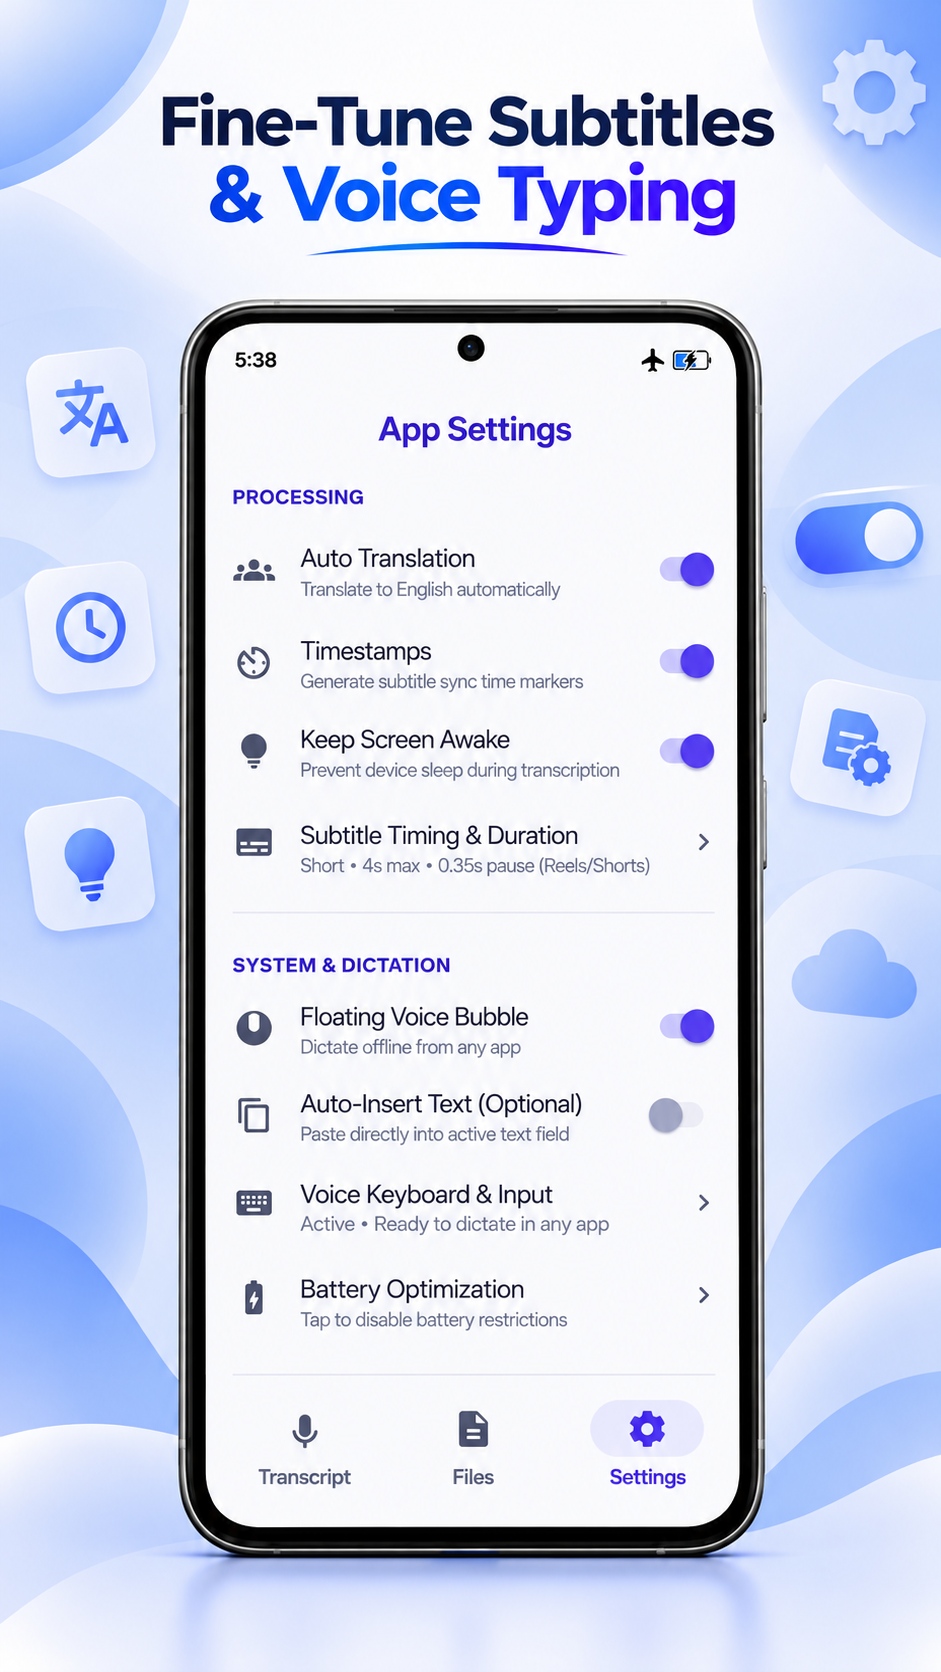 Fine-Tune Subtitles
& Voice Typing
5:38
App Settings
PROCESSING
Auto Translation
Translate to English automatically
Timestamps
Generate subtitle sync time markers
Keep Screen Awake
Prevent device sleep during transcription
Subtitle Timing & Duration
Short • 4s max • 0.35s pause (Reels/Shorts)
SYSTEM & DICTATION
Floating Voice Bubble
Dictate offline from any app
Auto-Insert Text (Optional)
Paste directly into active text field
Voice Keyboard & Input
Active • Ready to dictate in any app
Battery Optimization
Tap to disable battery restrictions
Transcript
Files
Settings
文A